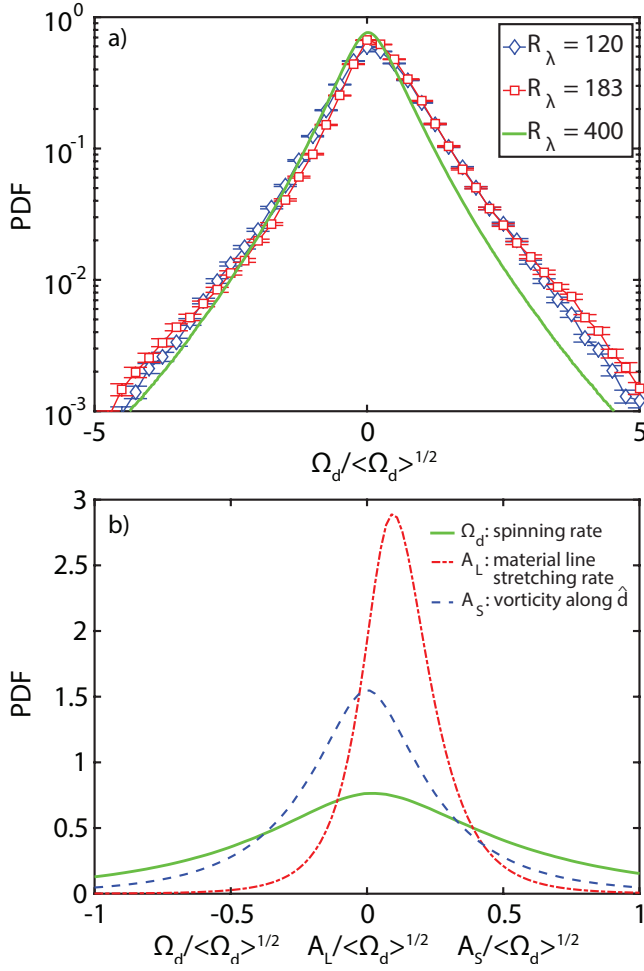 a)
10⁰
10⁻¹
10⁻²
10⁻³
PDF
R_λ = 120
R_λ = 183
R_λ = 400
-5 0 5
Ω_d/<Ω_d>^1/2
b)
3
2.5
2
1.5
1
0.5
0
PDF
Ω_d: spinning rate
A_L: material line
stretching rate
A_S: vorticity along d̂
-1 -0.5 0 0.5 1
Ω_d/<Ω_d>^1/2 A_L/<Ω_d>^1/2 A_S/<Ω_d>^1/2